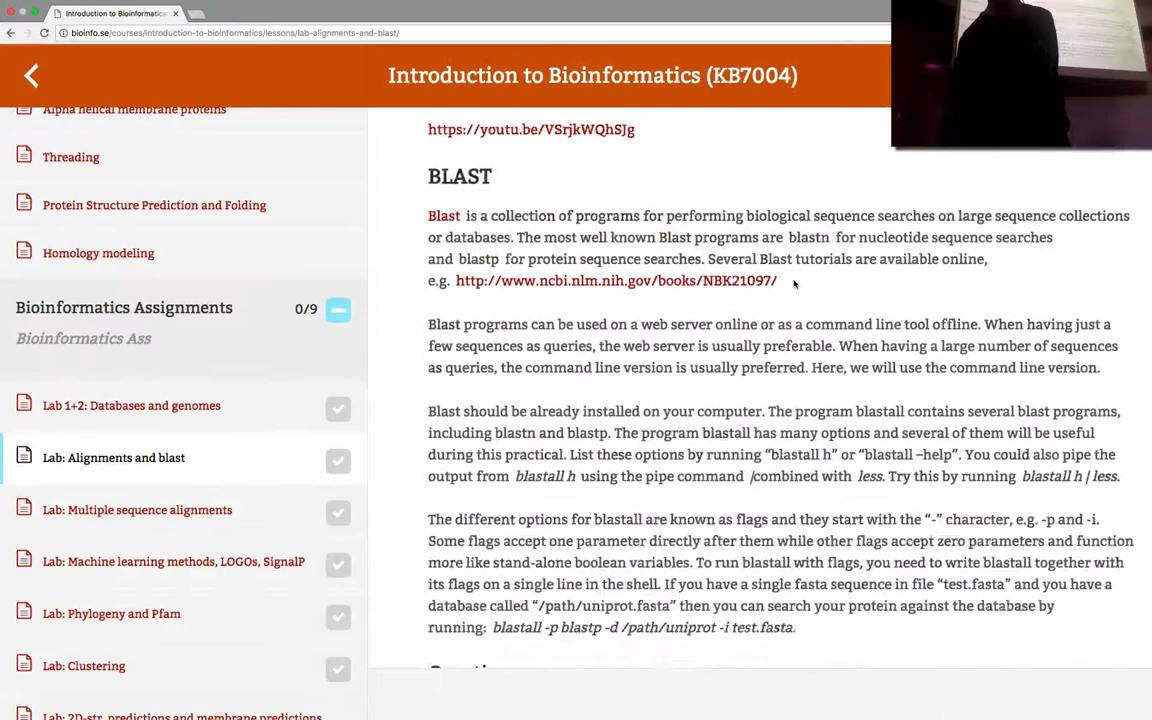 Introduction to Bioinformatics
bioinfo.se/courses/introduction-to-bioinformatics/lessons/lab-alignments-and-blast/
Introduction to Bioinformatics (KB7004)
Alpha helical membrane proteins
Threading
Protein Structure Prediction and Folding
Homology modeling
Bioinformatics Assignments 0/9
Bioinformatics Ass
Lab 1+2: Databases and genomes
Lab: Alignments and blast
Lab: Multiple sequence alignments
Lab: Machine learning methods, LOGOs, SignalP
Lab: Phylogeny and Pfam
Lab: Clustering
Lab: 2D-str. predictions and membrane predictions
https://youtu.be/VSrjkWQhSJg
BLAST
Blast is a collection of programs for performing biological sequence searches on large sequence collections
or databases. The most well known Blast programs are blastn for nucleotide sequence searches
and blastp for protein sequence searches. Several Blast tutorials are available online,
e.g. http://www.ncbi.nlm.nih.gov/books/NBK21097/
Blast programs can be used on a web server online or as a command line tool offline. When having just a
few sequences as queries, the web server is usually preferable. When having a large number of sequences
as queries, the command line version is usually preferred. Here, we will use the command line version.
Blast should be already installed on your computer. The program blastall contains several blast programs,
including blastn and blastp. The program blastall has many options and several of them will be useful
during this practical. List these options by running “blastall h” or “blastall –help”. You could also pipe the
output from blastall h using the pipe command |combined with less. Try this by running blastall h | less.
The different options for blastall are known as flags and they start with the “-” character, e.g. -p and -i.
Some flags accept one parameter directly after them while other flags accept zero parameters and function
more like stand-alone boolean variables. To run blastall with flags, you need to write blastall together with
its flags on a single line in the shell. If you have a single fasta sequence in file “test.fasta” and you have a
database called “/path/uniprot.fasta” then you can search your protein against the database by
running: blastall -p blastp -d /path/uniprot -i test.fasta.